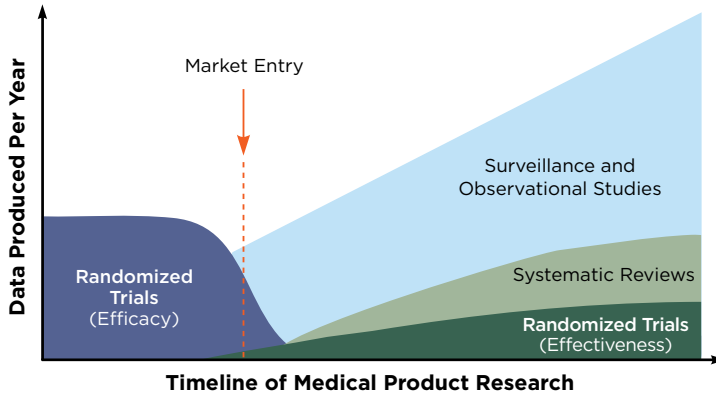 Market Entry
Data Produced Per Year
Surveillance and
Observational Studies
Randomized
Trials
(Efficacy)
Systematic Reviews
Randomized Trials
(Effectiveness)
Timeline of Medical Product Research